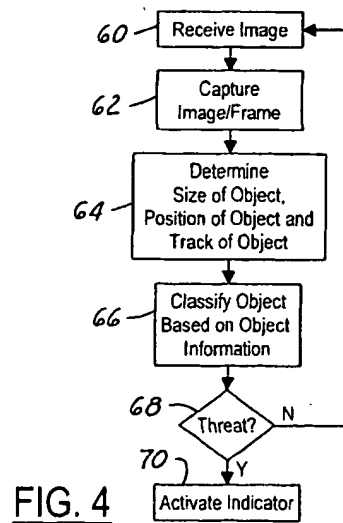 60
Receive Image
62
Capture
Image/Frame
64
Determine
Size of Object,
Position of Object and
Track of Object
66
Classify Object
Based on Object
Information
68
Threat?
N
Y
70
Activate Indicator
FIG. 4